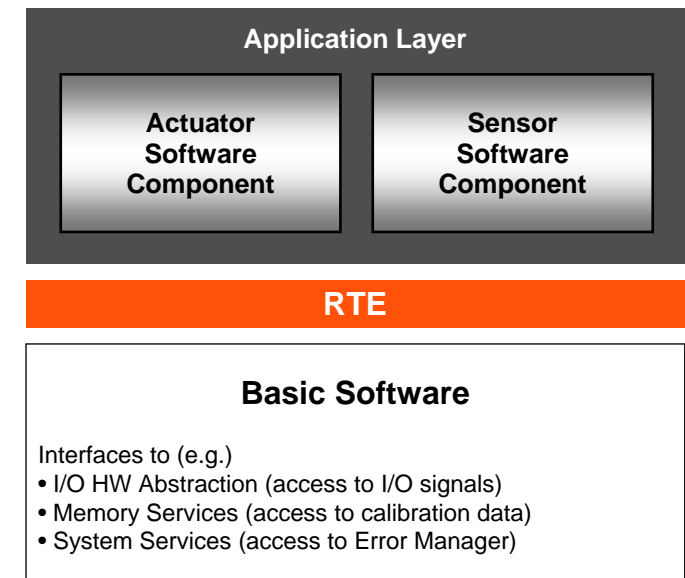 Application Layer
Actuator
Software
Component
Sensor
Software
Component
RTE
Basic Software
Interfaces to (e.g.)
• I/O HW Abstraction (access to I/O signals)
• Memory Services (access to calibration data)
• System Services (access to Error Manager)